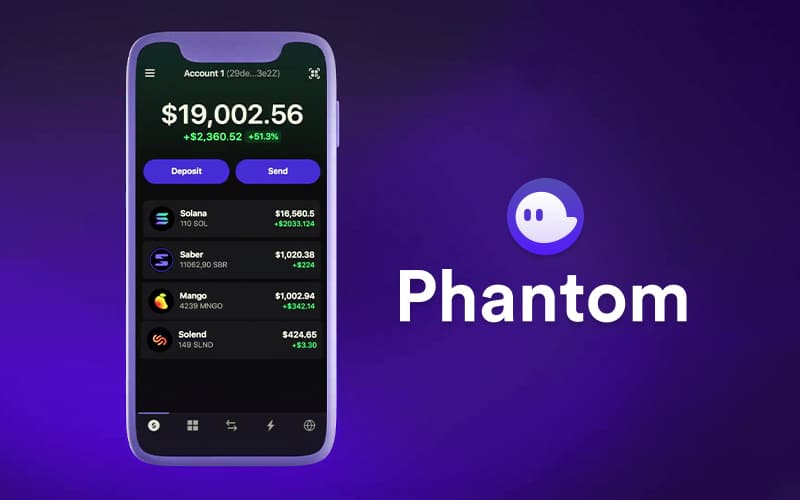 Account 1 (29de...3e2Z)
$19,002.56
+$2,360.52 +51.3%
Deposit Send
Solana $16,560.5
110 SOL +$2033.124
Saber $1,020.38
11062,90 SBR +$224
Mango $1,002.94
4239 MNGO +$342.14
Solend $424.65
149 SLND +$3.30
Phantom